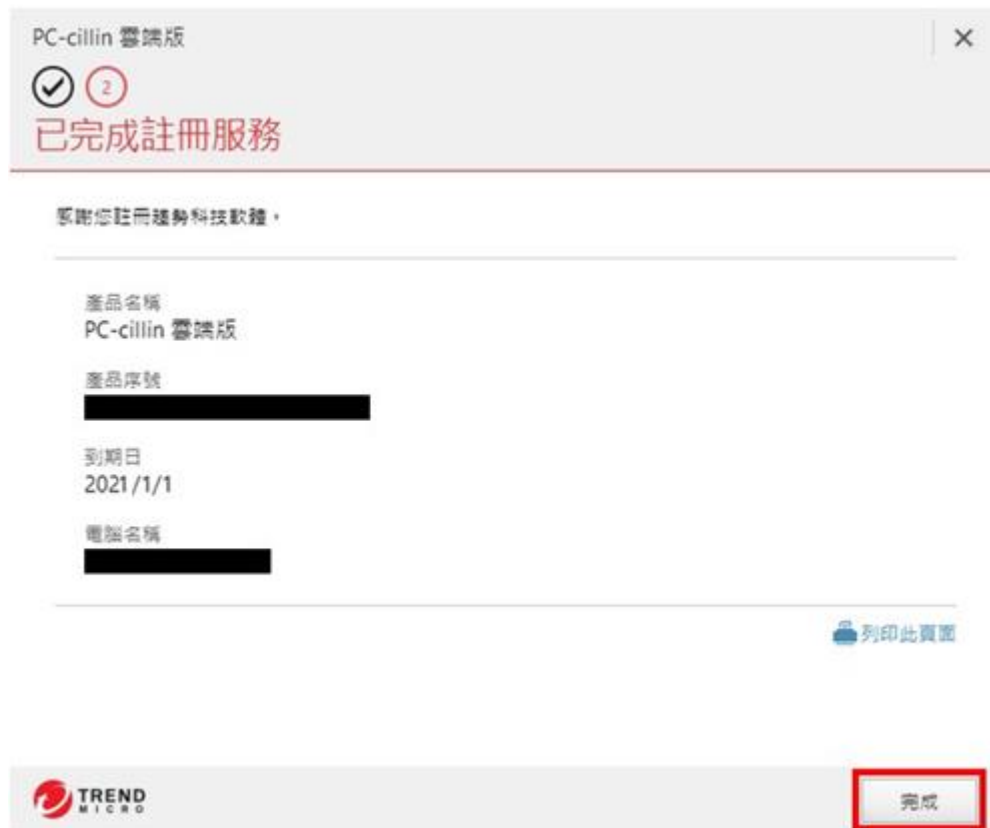 PC-cillin 雲端版
2
已完成註冊服務
感謝您註冊趨勢科技軟體。
產品名稱
PC-cillin 雲端版
產品序號
到期日
2021/1/1
電腦名稱
列印此頁面
TREND
MICRO
完成